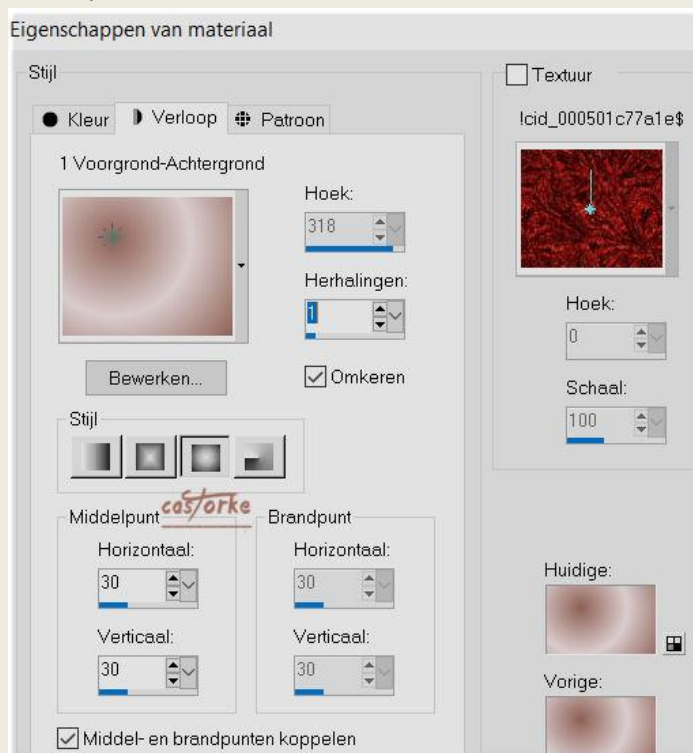 Eigenschappen van materiaal
Stijl
Kleur Verloop Patroon
1 Voorgrond-Achtergrond
Hoek:
318
Herhalingen:
1
Bewerken...
Omkeren
Stijl
castorke
Middelpunt
Horizontaal:
30
Verticaal:
30
Brandpunt
Horizontaal:
30
Verticaal:
30
Middel- en brandpunten koppelen
Textuur
!cid_000501c77a1e$
Hoek:
0
Schaal:
100
Huidige:
Vorige: